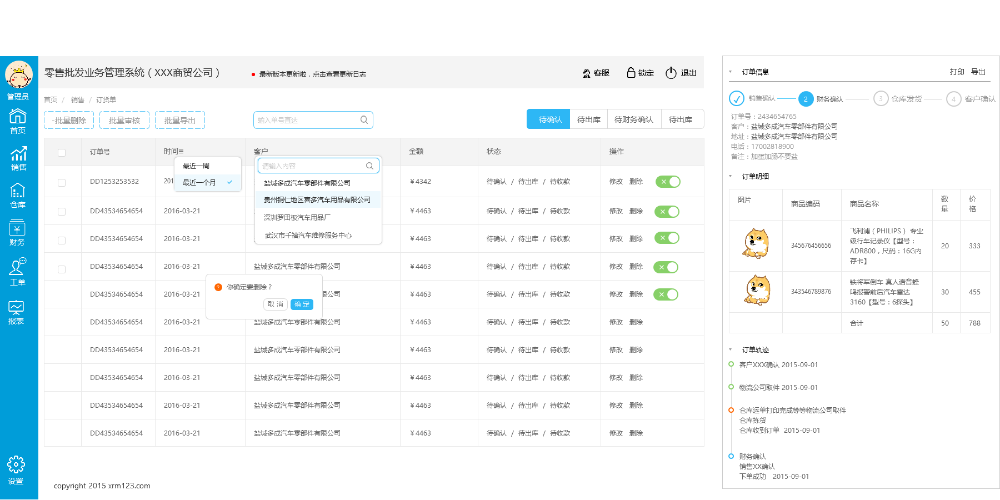 管理员
首页
销售
仓库
¥
财务
工单
报表
设置
零售批发业务管理系统（XXX商贸公司）
最新版本更新啦，点击查看更新日志
客服
锁定
退出
首页 / 销售 / 订货单
-批量删除
批量审核
批量导出
输入单号直达
待确认
待出库
待财务确认
待出库
订单号
时间
客户
金额
状态
操作
最近一周
最近一个月
请输入内容
盐城多成汽车零部件有限公司
贵州铜仁地区喜多汽车用品有限公司
深圳罗田板汽车用品厂
武汉市千禧汽车维修服务中心
DD1253253532 201 ¥4342 待确认 / 待出库 / 待收款 修改 删除
DD43534654654 2016-03-21 ¥4463 待确认 / 待出库 / 待收款 修改 删除
DD43534654654 2016-03-21 ¥4463 待确认 / 待出库 / 待收款 修改 删除
DD43534654654 2016-03-21 盐城多成汽车零部件有限公司 ¥4463 待确认 / 待出库 / 待收款 修改 删除
DD43534654654 2016-03-21 限公司 ¥4463 待确认 / 待出库 / 待收款 修改 删除
你确定要删除？
取 消
确 定
DD43534654654 2016-03-21 盐城多成汽车零部件有限公司 ¥4463 待确认 / 待出库 / 待收款 修改 删除
DD43534654654 2016-03-21 盐城多成汽车零部件有限公司 ¥4463 待确认 / 待出库 / 待收款 修改 删除
DD43534654654 2016-03-21 盐城多成汽车零部件有限公司 ¥4463 待确认 / 待出库 / 待收款 修改 删除
DD43534654654 2016-03-21 盐城多成汽车零部件有限公司 ¥4463 待确认 / 待出库 / 待收款 修改 删除
DD43534654654 2016-03-21 盐城多成汽车零部件有限公司 ¥4463 待确认 / 待出库 / 待收款 修改 删除
copyright 2015 xrm123.com
订单信息
打印 导出
销售确认
2 财务确认
3 仓库发货
4 客户确认
订单号：2434654765
客户：盐城多成汽车零部件有限公司
地址：盐城多成汽车零部件有限公司
电话：17002818900
备注：加蛋加肠不要盐
订单明细
图片 商品编码 商品名称 数量 价格
345676456656
飞利浦（PHILIPS） 专业
级行车记录仪【型号：
ADR800，尺码：16G内
存卡】
20 333
343546789876
铁将军倒车 真人语音蜂
鸣报警前后汽车雷达
3160【型号：6探头】
30 455
合计 50 788
订单轨迹
客户XXX确认 2015-09-01
物流公司取件 2015-09-01
仓库运单打印完成等等物流公司取件
仓库拣货
仓库收到订单 2015-09-01
财务确认
销售XX确认
下单成功 2015-09-01